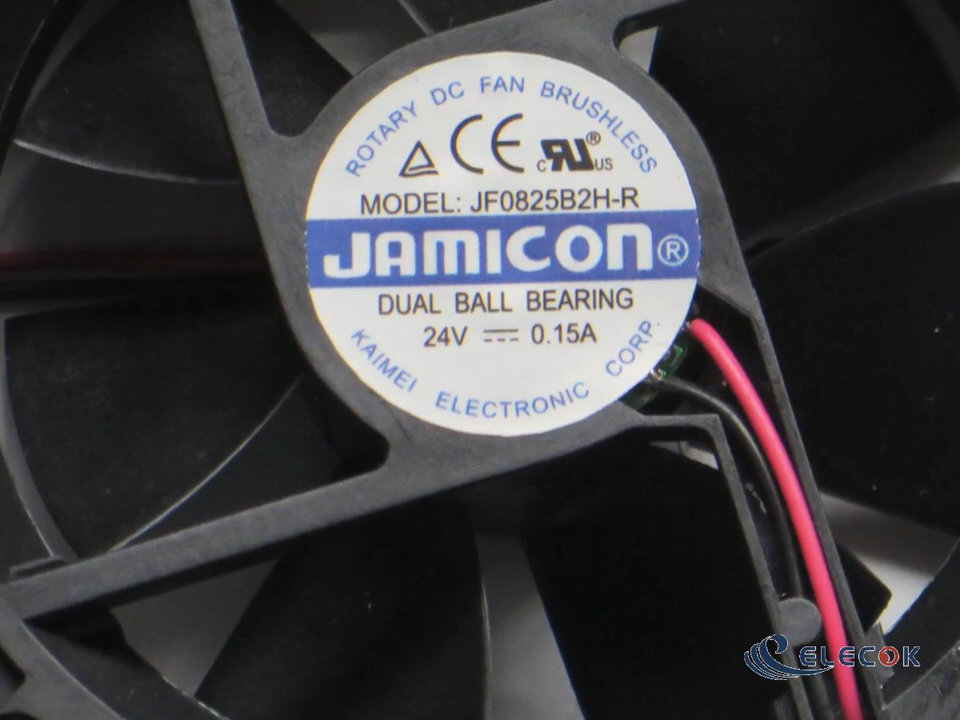 ROTARY DC FAN BRUSHLESS
CE c RU ® US
MODEL: JF0825B2H-R
JAMICON®
DUAL BALL BEARING
24V ⎓ 0.15A
KAIMEI ELECTRONIC CORP.
ELECOK